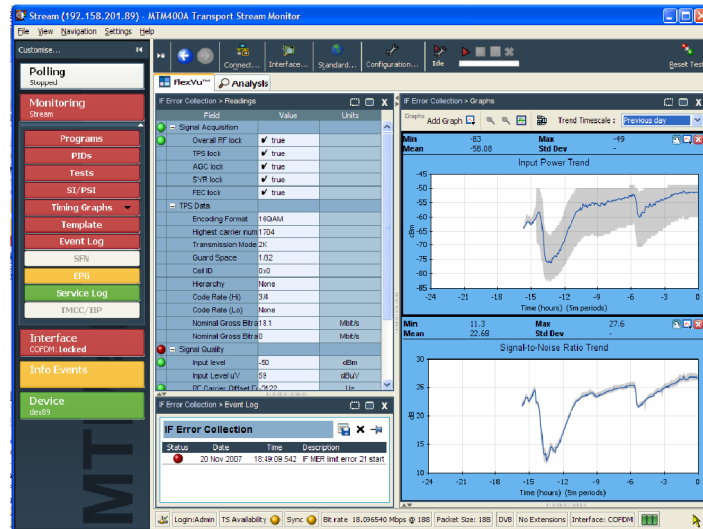 Stream (192.158.201.89) - MTM400A Transport Stream Monitor
File View Navigation Settings Help
Customise...
Connect... Interface... Standard... Configuration... Idle Reset Test
Polling
Stopped
FlexVu™ Analysis
Monitoring
Stream
Programs
PIDs
Tests
SI/PSI
Timing Graphs
Template
Event Log
SFN
EPG
Service Log
TMCC/IIP
Interface
COFDM: Locked
Info Events
Device
dev89
IF Error Collection > Readings
Field Value Units
Signal Acquisition
Overall RF lock true
TPS lock true
AGC lock true
SYR lock true
FEC lock true
TPS Data
Encoding Format 16QAM
Highest carrier num 1704
Transmission Mode 2K
Guard Space 1/32
Cell ID 0x0
Hierarchy None
Code Rate (Hi) 3/4
Code Rate (Lo) None
Nominal Gross Bitra 18.1 Mbit/s
Nominal Gross Bitra 0 Mbit/s
Signal Quality
Input level -50 dBm
Input Level uV 59 dBuV
RF Carrier Offset Hz
IF Error Collection > Event Log
IF Error Collection
Status Date Time Description
20 Nov 2007 18:49:09.542 IF MER limit error 21 start
IF Error Collection > Graphs
Graphs Add Graph Trend Timescale : Previous day
Min -83 Max -49
Mean -58.08 Std Dev -
Input Power Trend
dBm
-45
-50
-55
-60
-65
-70
-75
-80
-85
-24 -21 -18 -15 -12 -9 -6 -3 0
Time (hours) (5m periods)
Min 11.3 Max 27.6
Mean 22.68 Std Dev -
Signal-to-Noise Ratio Trend
dB
30
25
20
15
10
-24 -21 -18 -15 -12 -9 -6 -3 0
Time (hours) (5m periods)
Login:Admin TS Availability Sync Bit rate 18.096540 Mbps @ 188 Packet Size: 188 DVB No Extensions Interface: COFDM
MTM